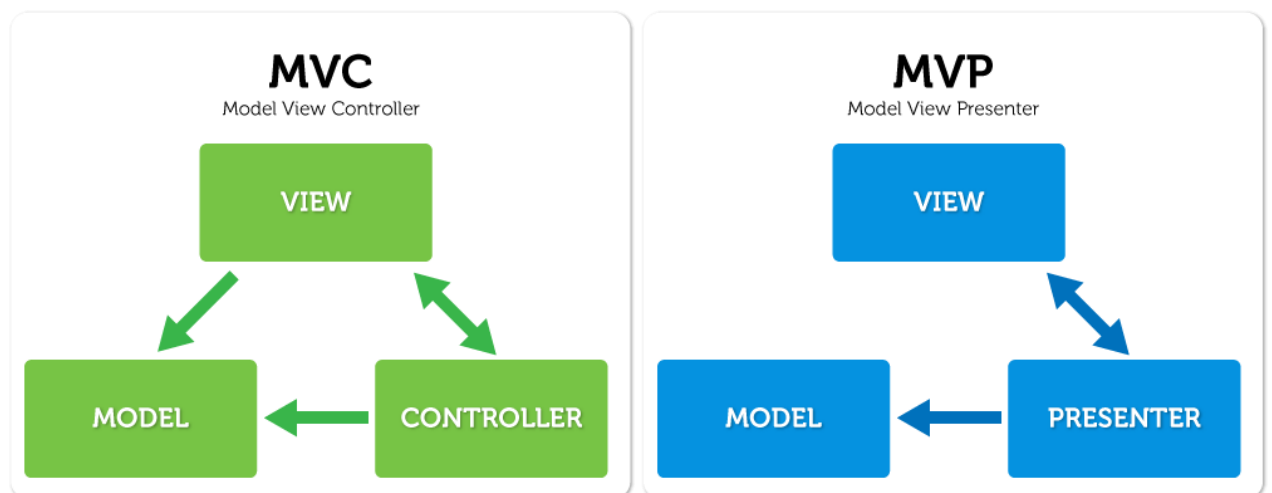 MVC
Model View Controller
VIEW
MODEL
CONTROLLER
MVP
Model View Presenter
VIEW
MODEL
PRESENTER